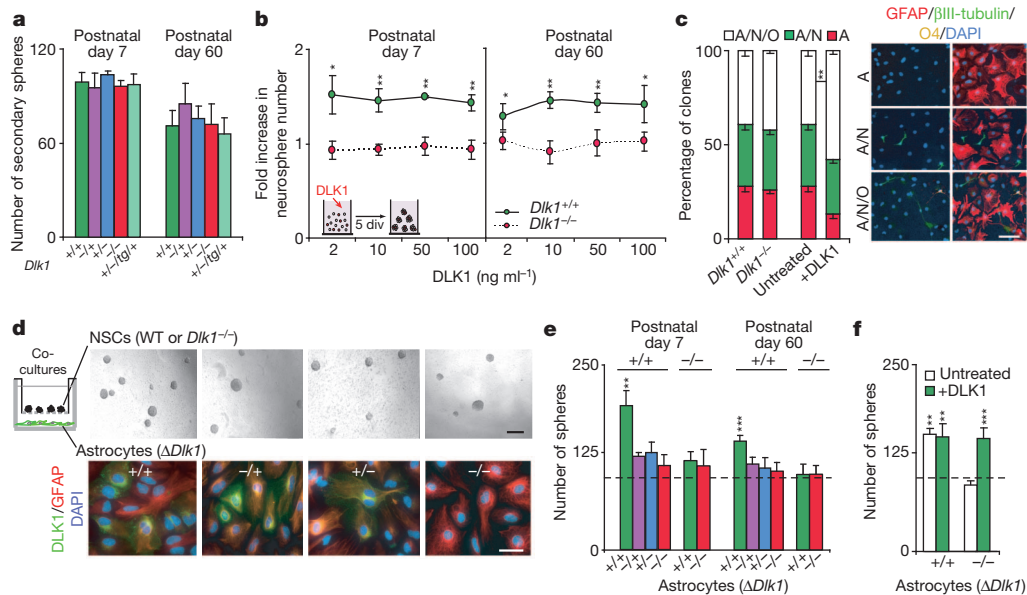 a
Postnatal
day 7
Postnatal
day 60
Number of secondary spheres
120
60
0
Dlk1
+/+
−/+
+/−
−/−
+/−/tg/+
+/+
−/+
+/−
−/−
+/−/tg/+
b
Postnatal
day 7
Postnatal
day 60
Fold increase in
neurosphere number
2
1
0
*
**
**
**
*
**
**
*
DLK1
5 div
Dlk1+/+
Dlk1−/−
2
10
50
100
2
10
50
100
DLK1 (ng ml−1)
c
A/N/O
A/N
A
Percentage of clones
100
50
0
**
Dlk1+/+
Dlk1−/−
Untreated
+DLK1
GFAP/βIII-tubulin/
O4/DAPI
A
A/N
A/N/O
d
NSCs (WT or Dlk1−/−)
Co-
cultures
Astrocytes (ΔDlk1)
DLK1/GFAP
DAPI
+/+
−/+
+/−
−/−
e
Postnatal
day 7
Postnatal
day 60
+/+
−/−
+/+
−/−
Number of spheres
250
125
0
**
***
+/+
−/+
+/−
−/−
+/+
−/−
+/+
−/+
+/−
−/−
+/+
−/−
Astrocytes (ΔDlk1)
f
Untreated
+DLK1
Number of spheres
250
125
0
**
**
***
+/+
−/−
Astrocytes (ΔDlk1)